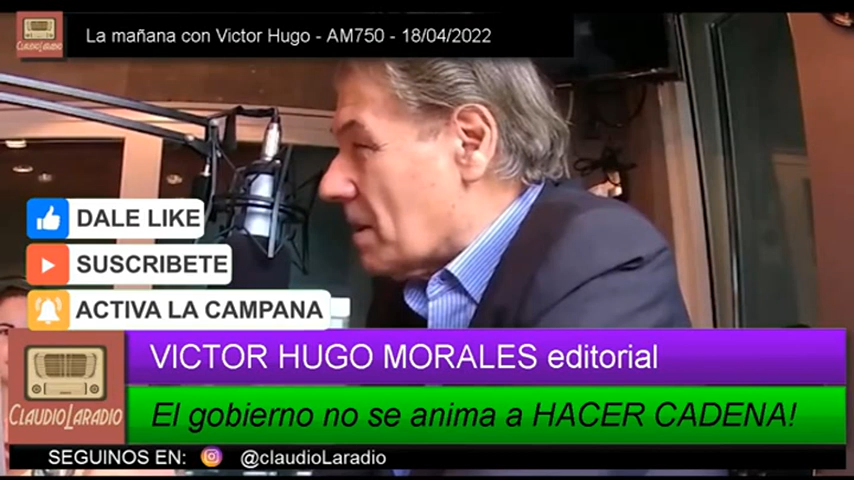 CLAUDIOLARADIO
La mañana con Victor Hugo - AM750 - 18/04/2022
DALE LIKE
SUSCRIBETE
ACTIVA LA CAMPANA
VICTOR HUGO MORALES editorial
CLAUDIOLARADIO
El gobierno no se anima a HACER CADENA!
SEGUINOS EN: @claudioLaradio